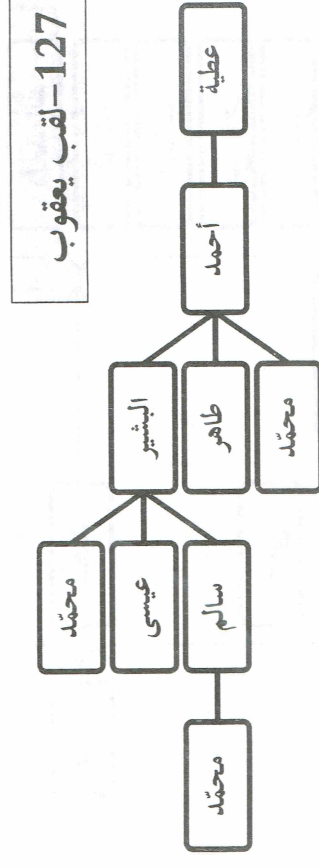 127–لقب يعقوب
عطية
أحمد
البشير
طاهر
محمّد
محمّد
عيسى
سالم
محمّد